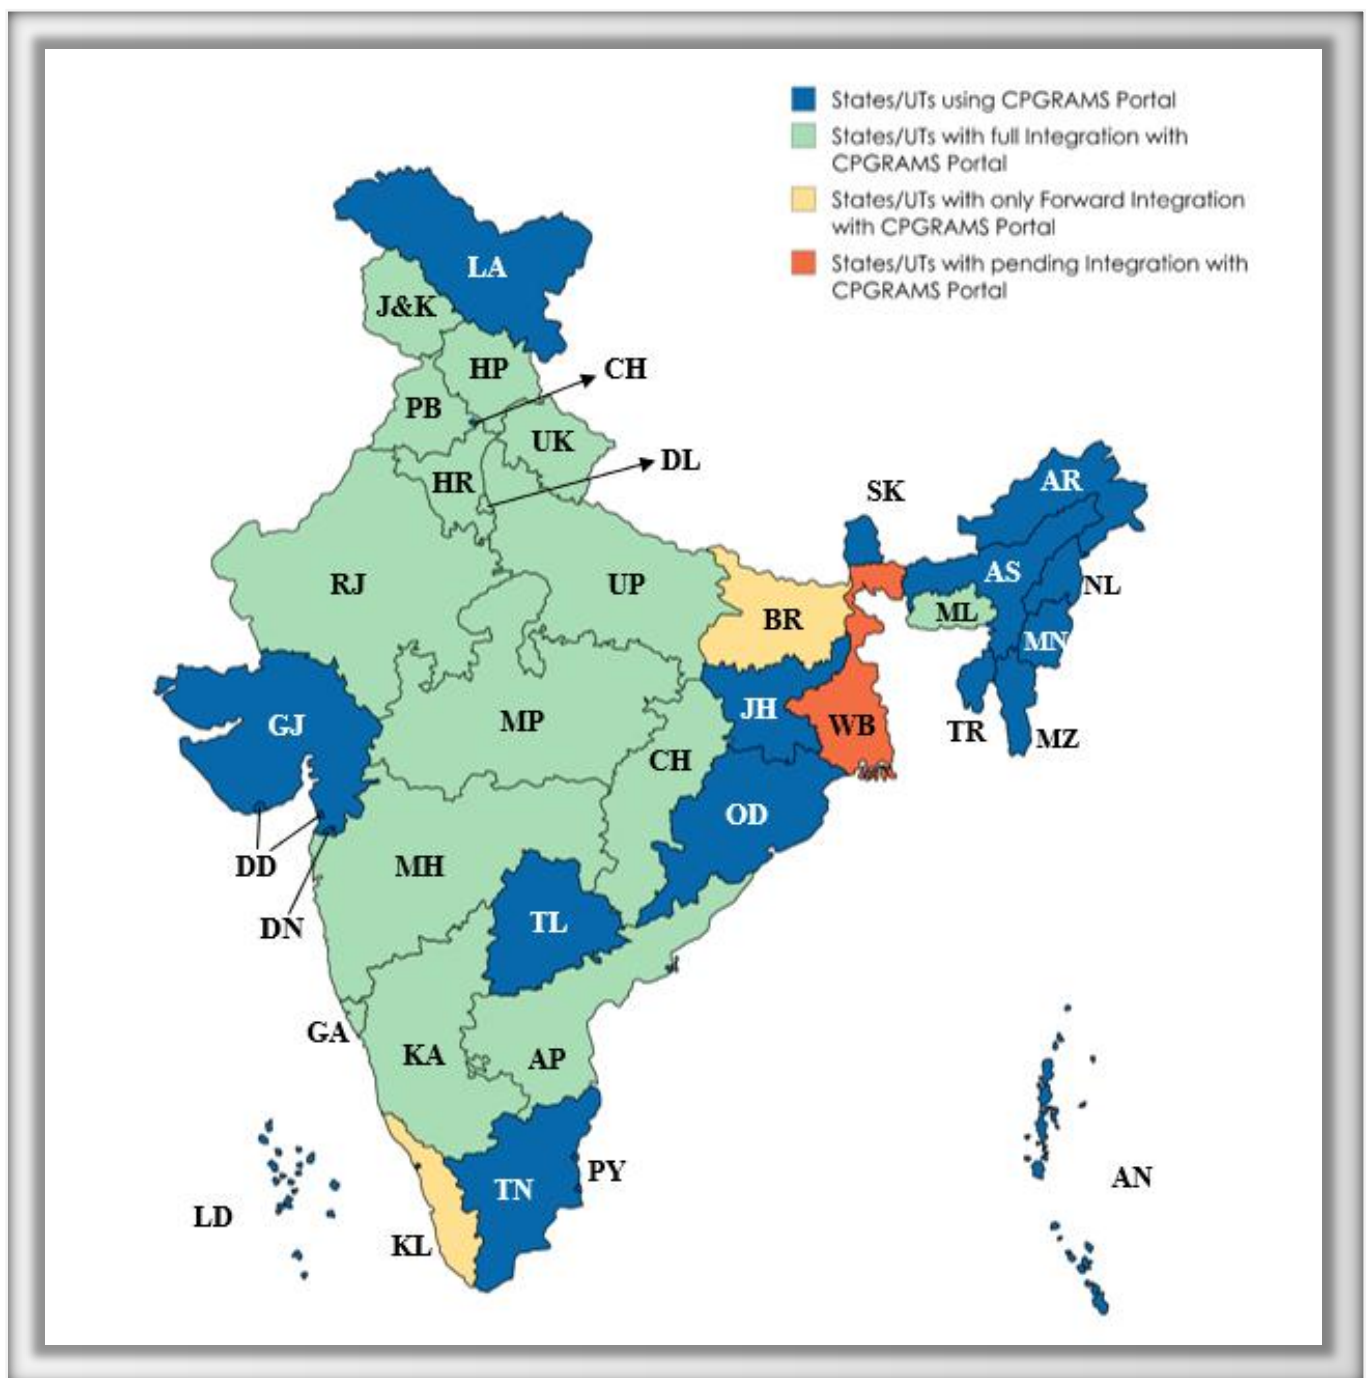 States/UTs using CPGRAMS Portal
States/UTs with full Integration with
CPGRAMS Portal
States/UTs with only Forward Integration
with CPGRAMS Portal
States/UTs with pending Integration with
CPGRAMS Portal
LA
J&K
HP
CH
PB
UK
DL
HR
SK
AR
RJ
UP
AS
NL
BR
ML
MN
GJ
MP
JH
WB
TR
MZ
CH
OD
DD
MH
DN
TL
GA
KA
AP
PY
AN
TN
LD
KL